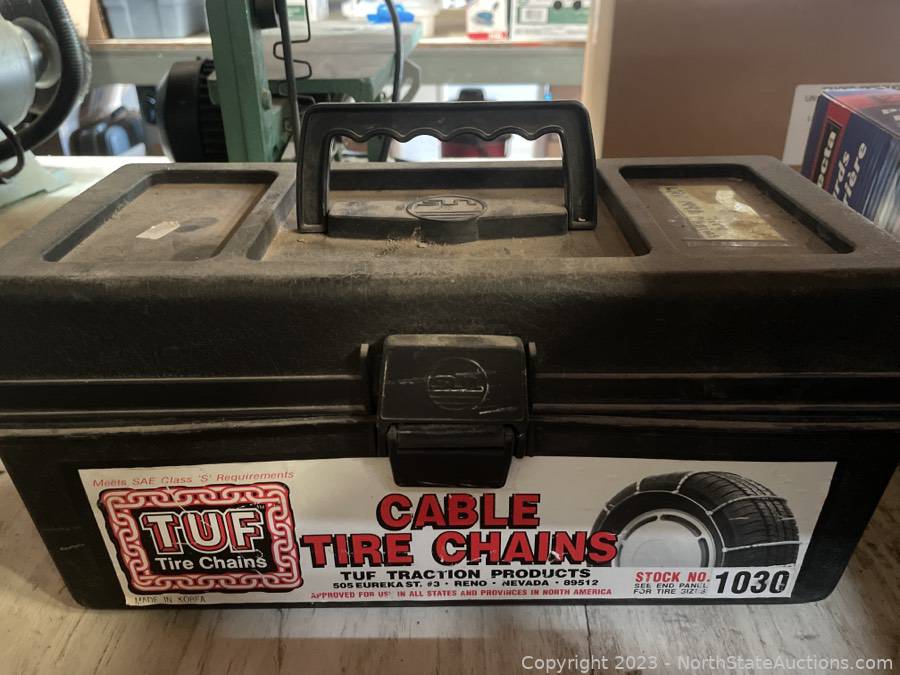 Meets SAE Class 'S' Requirements
TUF
Tire Chains
MADE IN KOREA
CABLE
TIRE CHAINS
TUF TRACTION PRODUCTS
505 EUREKA ST. #3 • RENO • NEVADA • 89512
APPROVED FOR USE IN ALL STATES AND PROVINCES IN NORTH AMERICA
STOCK NO. 1030
SEE END PANEL
FOR TIRE SIZES
Copyright © 2023 - NorthStateAuctions.com